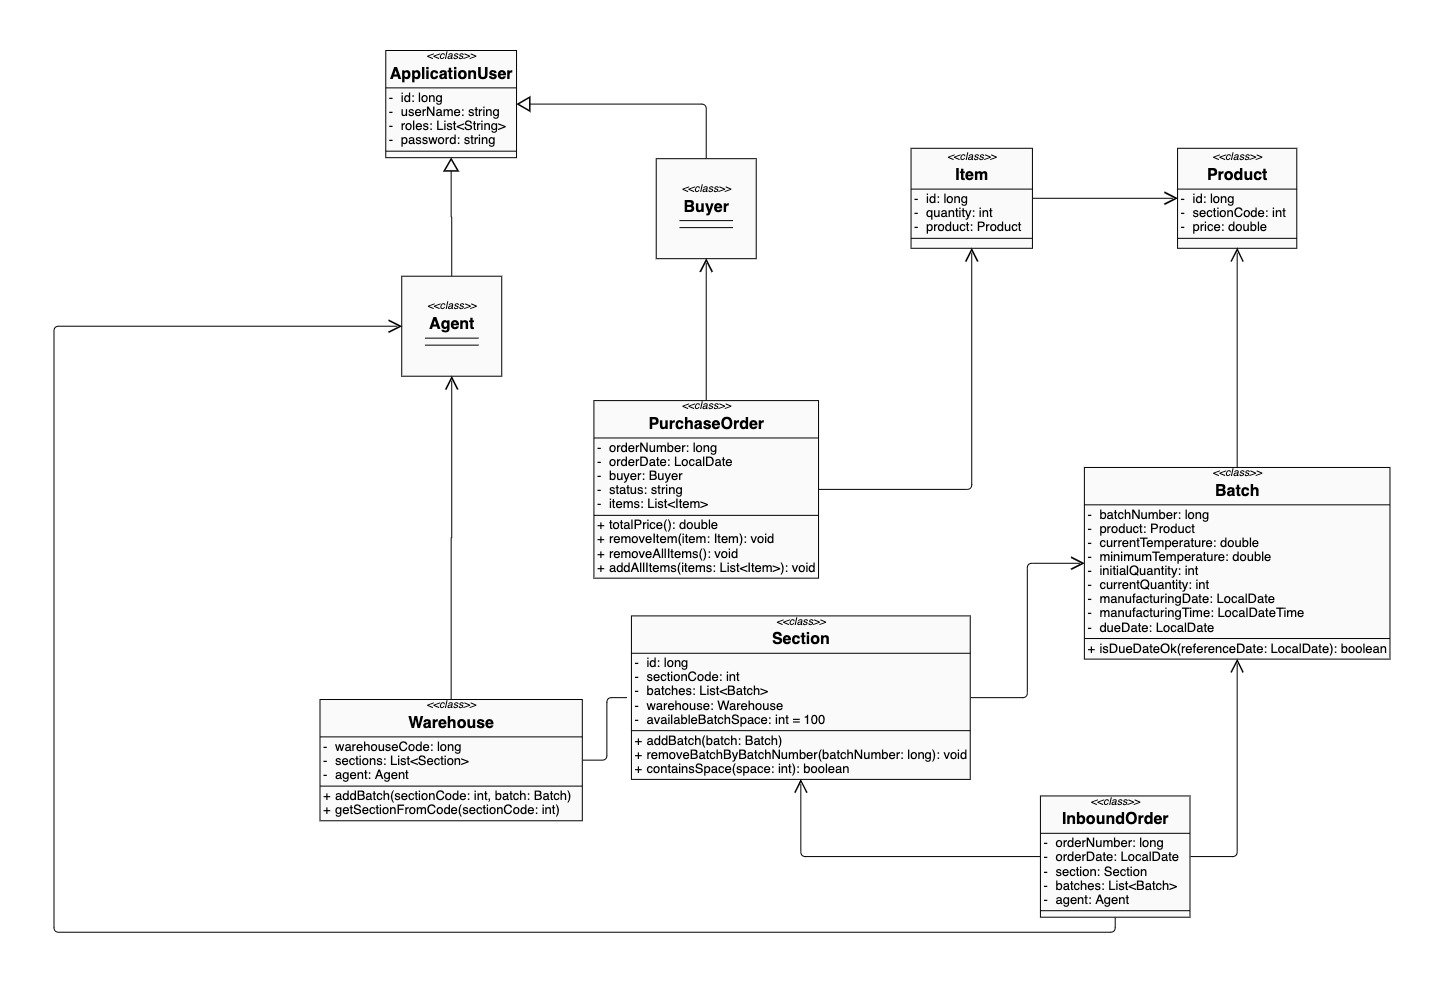 <<class>>
ApplicationUser
- id: long
- userName: string
- roles: List<String>
- password: string
<<class>>
Buyer
<<class>>
Item
- id: long
- quantity: int
- product: Product
<<class>>
Product
- id: long
- sectionCode: int
- price: double
<<class>>
Agent
<<class>>
PurchaseOrder
- orderNumber: long
- orderDate: LocalDate
- buyer: Buyer
- status: string
- items: List<Item>
+ totalPrice(): double
+ removeItem(item: Item): void
+ removeAllItems(): void
+ addAllItems(items: List<Item>): void
<<class>>
Batch
- batchNumber: long
- product: Product
- currentTemperature: double
- minimumTemperature: double
- initialQuantity: int
- currentQuantity: int
- manufacturingDate: LocalDate
- manufacturingTime: LocalDateTime
- dueDate: LocalDate
+ isDueDateOk(referenceDate: LocalDate): boolean
<<class>>
Section
- id: long
- sectionCode: int
- batches: List<Batch>
- warehouse: Warehouse
- availableBatchSpace: int = 100
+ addBatch(batch: Batch)
+ removeBatchByBatchNumber(batchNumber: long): void
+ containsSpace(space: int): boolean
<<class>>
Warehouse
- warehouseCode: long
- sections: List<Section>
- agent: Agent
+ addBatch(sectionCode: int, batch: Batch)
+ getSectionFromCode(sectionCode: int)
<<class>>
InboundOrder
- orderNumber: long
- orderDate: LocalDate
- section: Section
- batches: List<Batch>
- agent: Agent